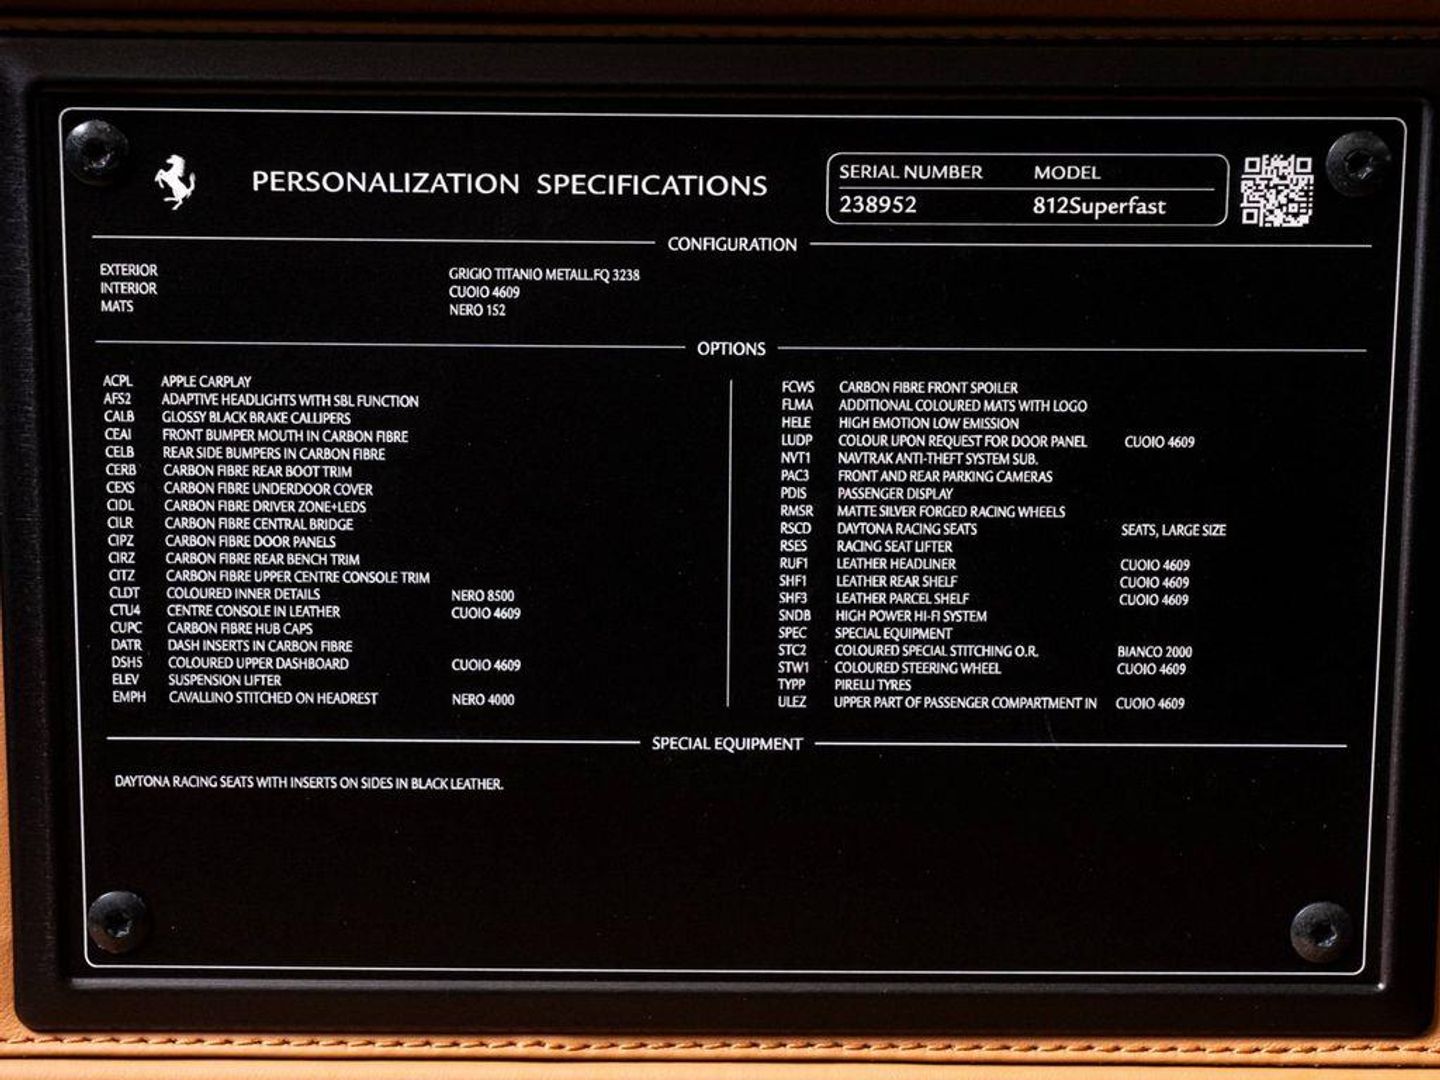 PERSONALIZATION SPECIFICATIONS
SERIAL NUMBER MODEL
238952 812Superfast
CONFIGURATION
EXTERIOR GRIGIO TITANIO METALL.FQ 3238
INTERIOR CUOIO 4609
MATS NERO 152
OPTIONS
ACPL APPLE CARPLAY
AFS2 ADAPTIVE HEADLIGHTS WITH SBL FUNCTION
CALB GLOSSY BLACK BRAKE CALLIPERS
CEAI FRONT BUMPER MOUTH IN CARBON FIBRE
CELB REAR SIDE BUMPERS IN CARBON FIBRE
CERB CARBON FIBRE REAR BOOT TRIM
CEXS CARBON FIBRE UNDERDOOR COVER
CIDL CARBON FIBRE DRIVER ZONE+LEDS
CILR CARBON FIBRE CENTRAL BRIDGE
CIPZ CARBON FIBRE DOOR PANELS
CIRZ CARBON FIBRE REAR BENCH TRIM
CITZ CARBON FIBRE UPPER CENTRE CONSOLE TRIM
CLDT COLOURED INNER DETAILS NERO 8500
CTU4 CENTRE CONSOLE IN LEATHER CUOIO 4609
CUPC CARBON FIBRE HUB CAPS
DATR DASH INSERTS IN CARBON FIBRE
DSH5 COLOURED UPPER DASHBOARD CUOIO 4609
ELEV SUSPENSION LIFTER
EMPH CAVALLINO STITCHED ON HEADREST NERO 4000
FCWS CARBON FIBRE FRONT SPOILER
FLMA ADDITIONAL COLOURED MATS WITH LOGO
HELE HIGH EMOTION LOW EMISSION
LUDP COLOUR UPON REQUEST FOR DOOR PANEL CUOIO 4609
NVT1 NAVTRAK ANTI-THEFT SYSTEM SUB.
PAC3 FRONT AND REAR PARKING CAMERAS
PDIS PASSENGER DISPLAY
RMSR MATTE SILVER FORGED RACING WHEELS
RSCD DAYTONA RACING SEATS SEATS, LARGE SIZE
RSES RACING SEAT LIFTER
RUF1 LEATHER HEADLINER CUOIO 4609
SHF1 LEATHER REAR SHELF CUOIO 4609
SHF3 LEATHER PARCEL SHELF CUOIO 4609
SNDB HIGH POWER HI-FI SYSTEM
SPEC SPECIAL EQUIPMENT
STC2 COLOURED SPECIAL STITCHING O.R. BIANCO 2000
STW1 COLOURED STEERING WHEEL CUOIO 4609
TYPP PIRELLI TYRES
ULEZ UPPER PART OF PASSENGER COMPARTMENT IN CUOIO 4609
SPECIAL EQUIPMENT
DAYTONA RACING SEATS WITH INSERTS ON SIDES IN BLACK LEATHER.